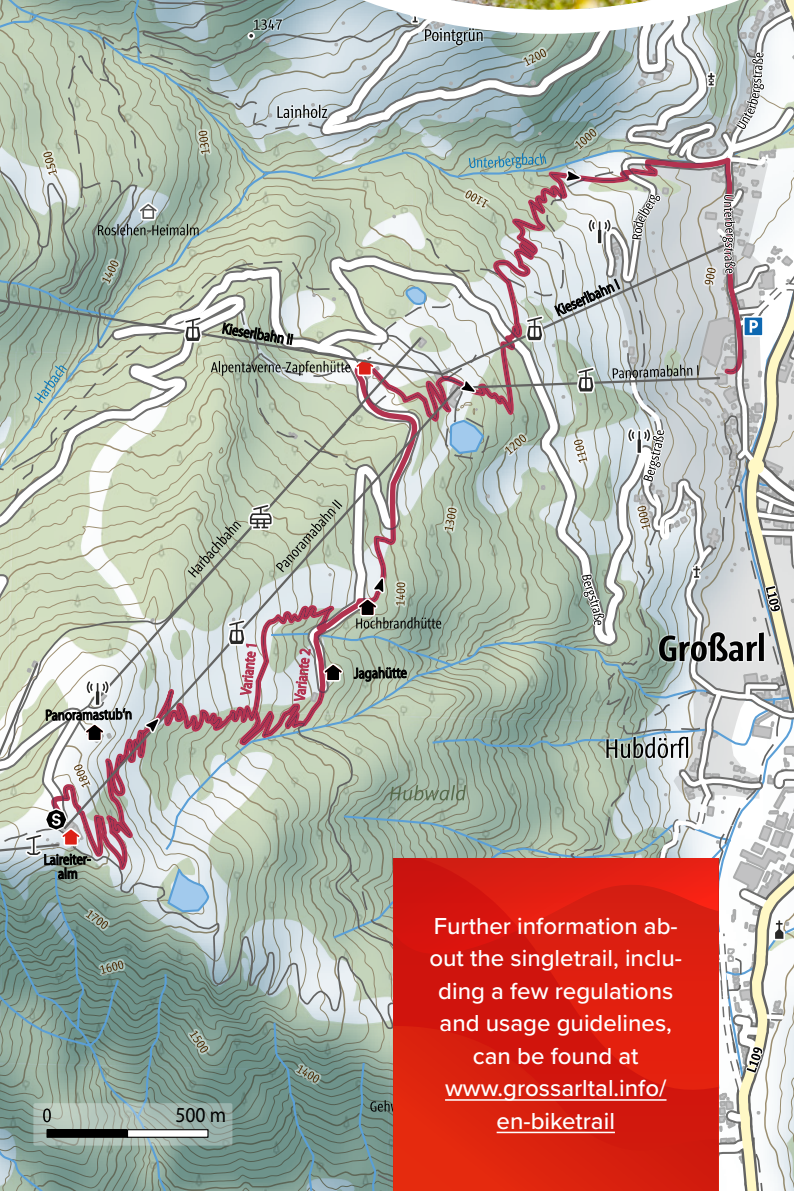 1347
Pointgrün
1200
Lainholz
Unterbergstraße
1000
1300
1500
Unterbergbach
1100
Roslehen-Heimalm
Rodelberg
Unterbergstraße
1400
900
Kieserlbahn I
P
Kieserlbahn II
Alpentaverne-Zapfenhütte
Panoramabahn I
Harbach
1200
1100
Bergstraße
1300
1000
Harbachbahn
Panoramabahn II
1400
Bergstraße
L109
Hochbrandhütte
Großarl
Variante 1
Variante 2
Jagahütte
Panoramastub'n
Hubdörfl
1800
Hubwald
S
Laireiter-
alm
1700
1600
1500
1400
Further information ab-
out the singletrail, inclu-
ding a few regulations
and usage guidelines,
can be found at
www.grossarltal.info/
en-biketrail
L109
Gehw
0 500 m